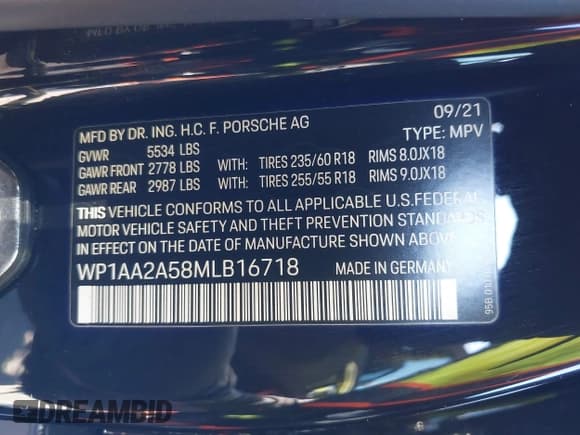 MFD BY DR. ING. H.C. F. PORSCHE AG 09/21
GVWR 5534 LBS TYPE: MPV
GAWR FRONT 2778 LBS WITH: TIRES 235/60 R18 RIMS 8.0JX18
GAWR REAR 2987 LBS WITH: TIRES 255/55 R18 RIMS 9.0JX18
THIS VEHICLE CONFORMS TO ALL APPLICABLE U.S.FEDERAL
MOTOR VEHICLE SAFETY AND THEFT PREVENTION STANDARDS
IN EFFECT ON THE DATE OF MANUFACTURE SHOWN ABOVE.
WP1AA2A58MLB16718 MADE IN GERMANY
95B
DREAMBID